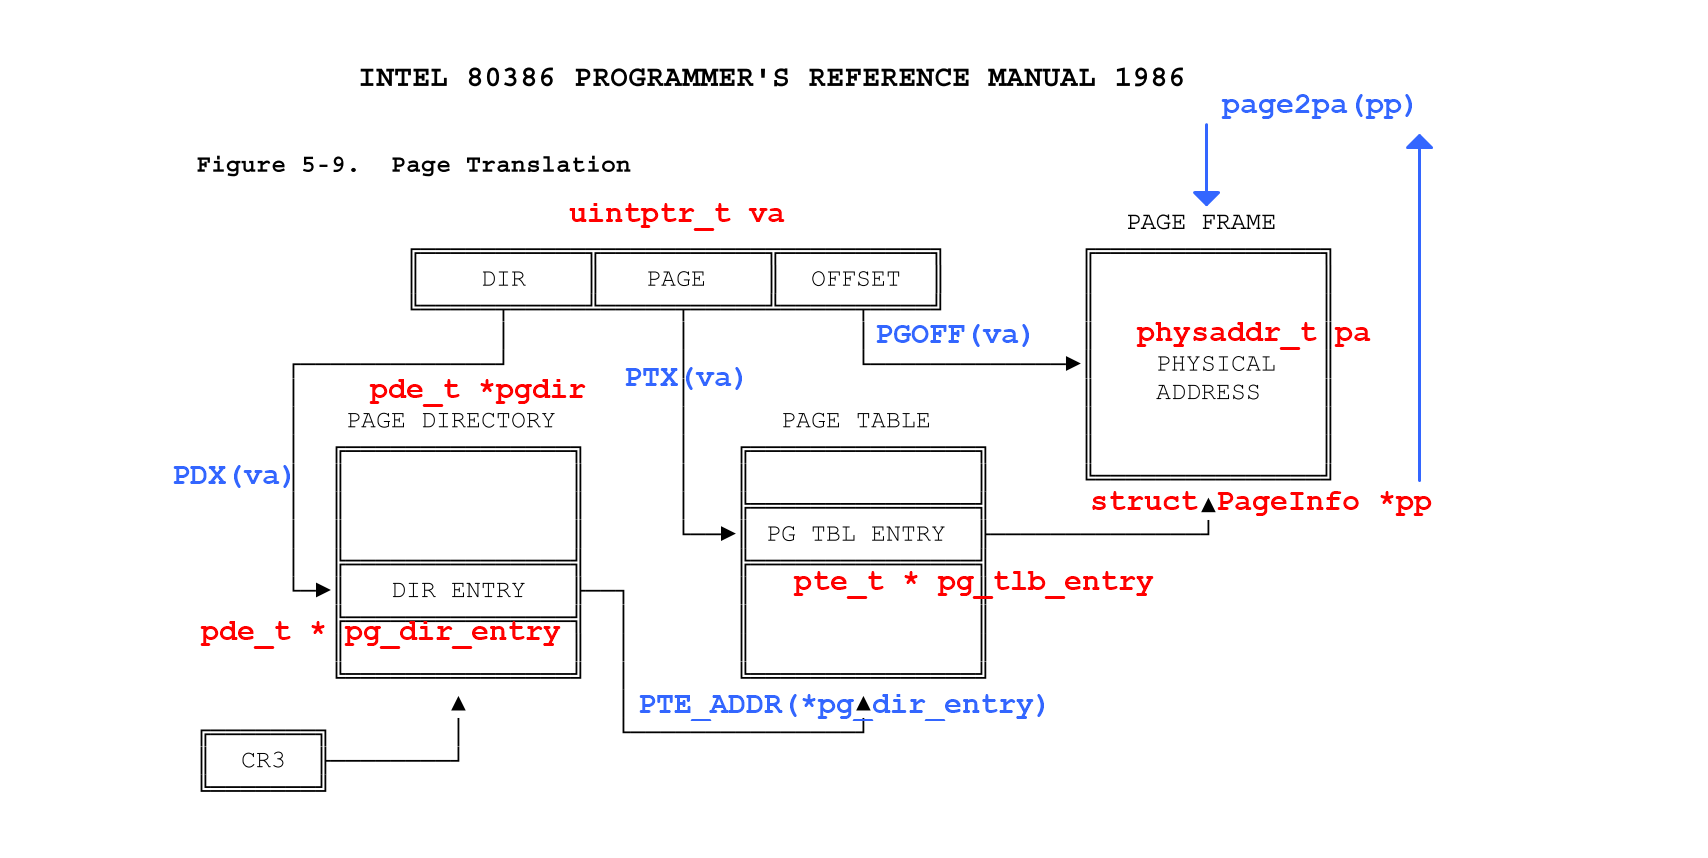 INTEL 80386 PROGRAMMER'S REFERENCE MANUAL 1986
page2pa(pp)
Figure 5-9.  Page Translation
uintptr_t va
PAGE FRAME
DIR
PAGE
OFFSET
PGOFF(va)
physaddr_t pa
PHYSICAL
ADDRESS
PTX(va)
pde_t *pgdir
PAGE DIRECTORY
PAGE TABLE
PDX(va)
struct PageInfo *pp
PG TBL ENTRY
pte_t * pg_tlb_entry
DIR ENTRY
pde_t * pg_dir_entry
PTE_ADDR(*pg_dir_entry)
CR3